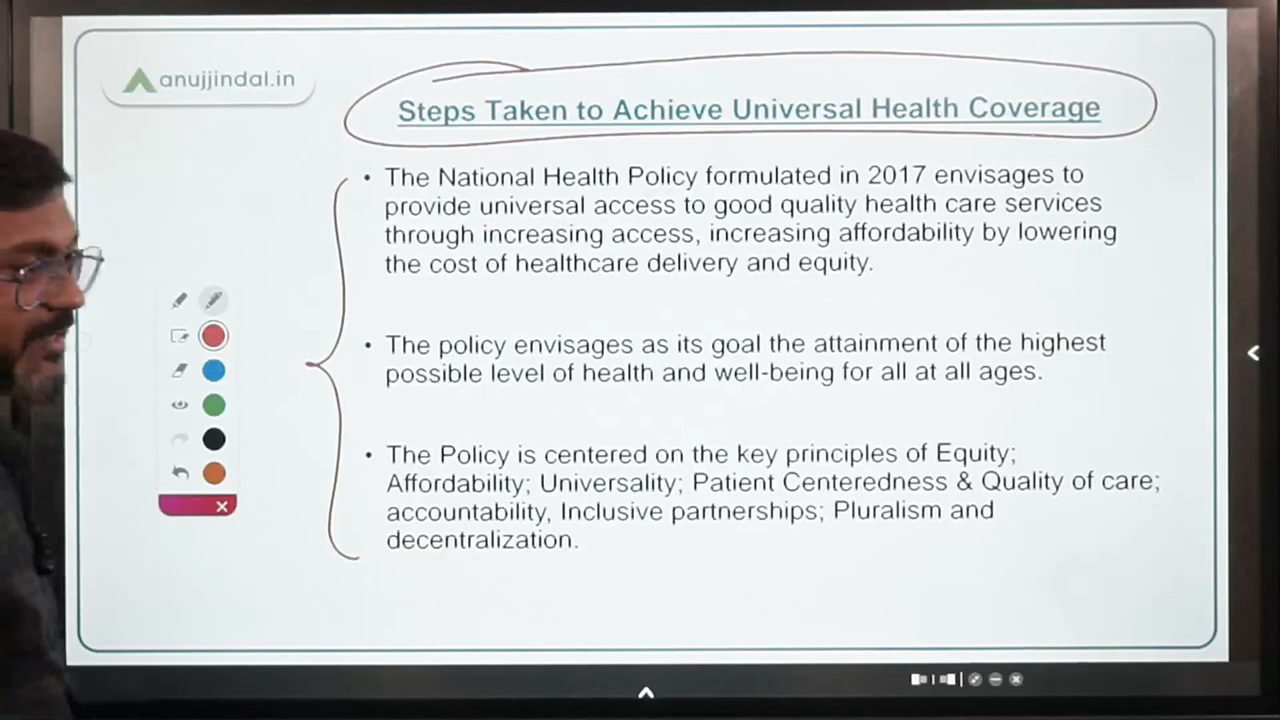 anujjindal.in
Steps Taken to Achieve Universal Health Coverage
• The National Health Policy formulated in 2017 envisages to
provide universal access to good quality health care services
through increasing access, increasing affordability by lowering
the cost of healthcare delivery and equity.
• The policy envisages as its goal the attainment of the highest
possible level of health and well-being for all at all ages.
• The Policy is centered on the key principles of Equity;
Affordability; Universality; Patient Centeredness & Quality of care;
accountability, Inclusive partnerships; Pluralism and
decentralization.